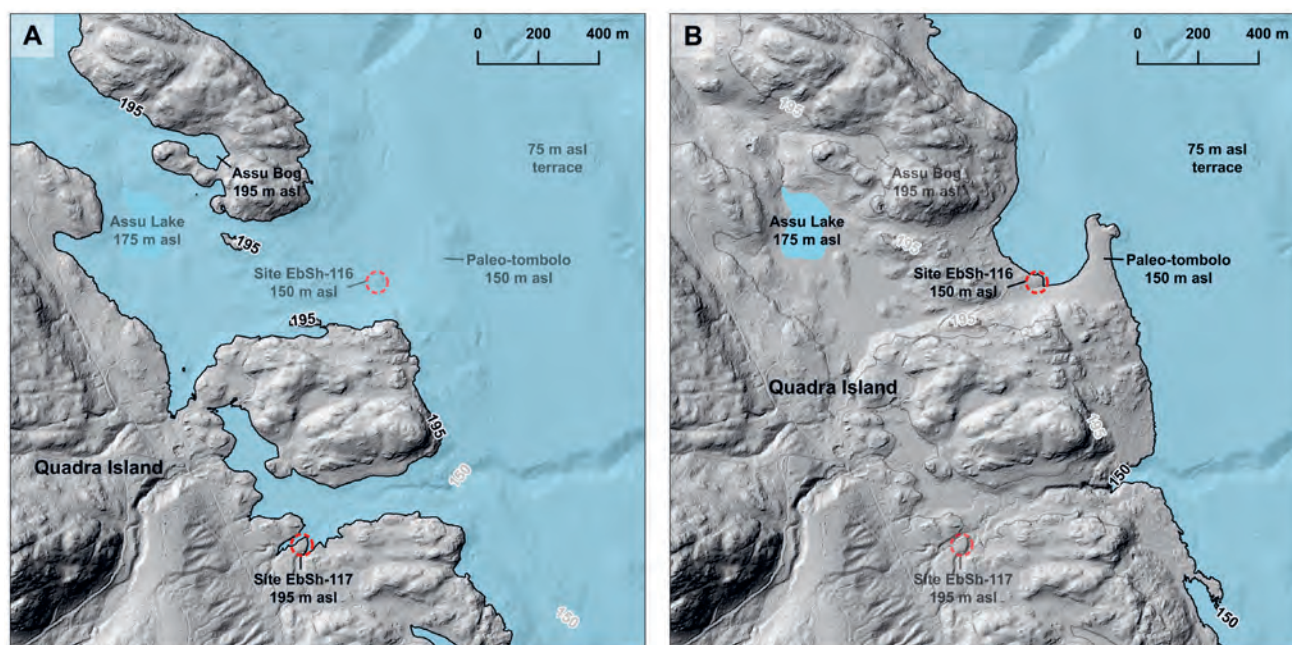 A
0 200 400 m
195
Assu Bog
195 m asl
75 m asl
terrace
Assu Lake
175 m asl
195
Paleo-tombolo
150 m asl
Site EbSh-116
150 m asl
195
195
Quadra Island
150
Site EbSh-117
195 m asl
150
B
0 200 400 m
195
75 m asl
terrace
Assu Bog
195 m asl
Assu Lake
175 m asl
195
Paleo-tombolo
150 m asl
Site EbSh-116
150 m asl
195
Quadra Island
195
150
Site EbSh-117
195 m asl
150